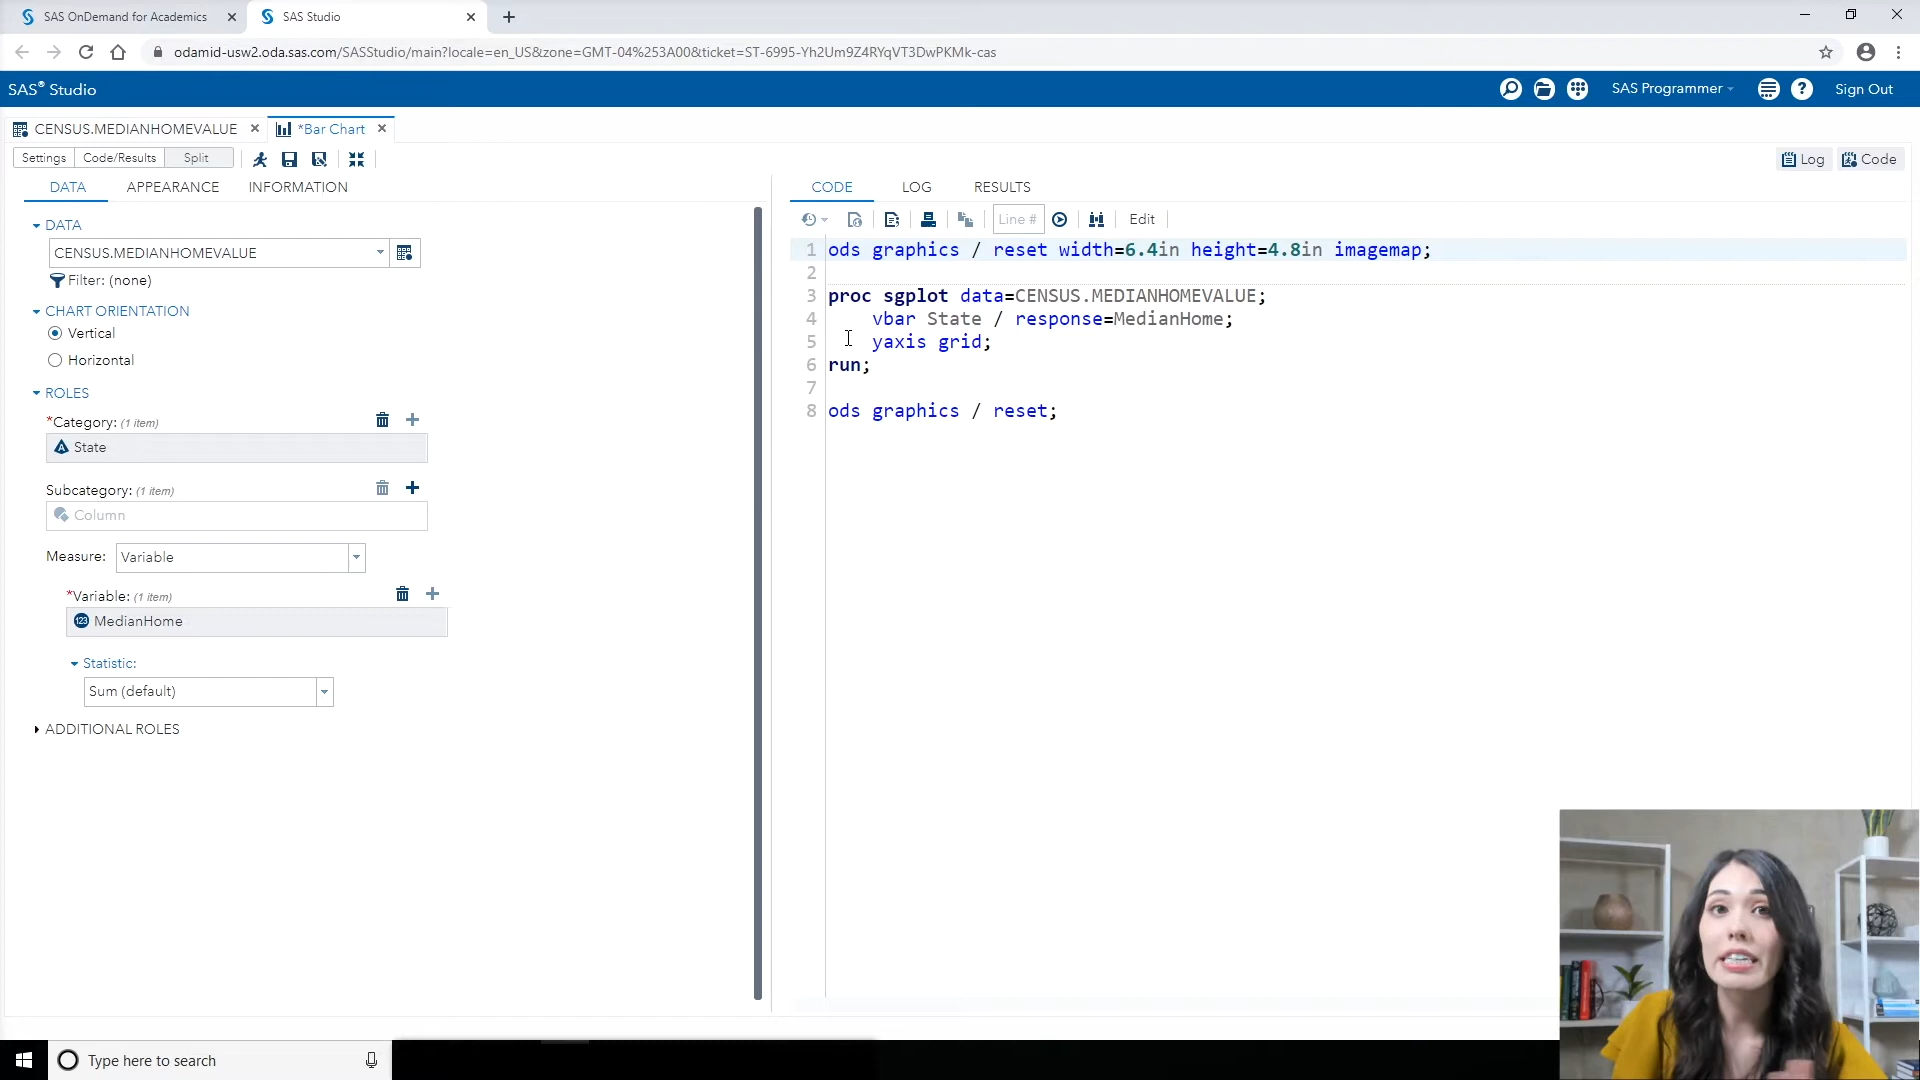 SAS OnDemand for Academics
SAS Studio
odamid-usw2.oda.sas.com/SASStudio/main?locale=en_US&zone=GMT-04%253A00&ticket=ST-6995-Yh2Um9Z4RYqVT3DwPKMk-cas
SAS® Studio
SAS Programmer
Sign Out
CENSUS.MEDIANHOMEVALUE
*Bar Chart
Settings
Code/Results
Split
Log
Code
DATA
APPEARANCE
INFORMATION
DATA
CENSUS.MEDIANHOMEVALUE
Filter: (none)
CHART ORIENTATION
Vertical
Horizontal
ROLES
*Category: (1 item)
State
Subcategory: (1 item)
Column
Measure: Variable
*Variable: (1 item)
123 MedianHome
Statistic:
Sum (default)
ADDITIONAL ROLES
CODE
LOG
RESULTS
Line #
Edit
1 ods graphics / reset width=6.4in height=4.8in imagemap;
2
3 proc sgplot data=CENSUS.MEDIANHOMEVALUE;
4 vbar State / response=MedianHome;
5 yaxis grid;
6 run;
7
8 ods graphics / reset;
Type here to search